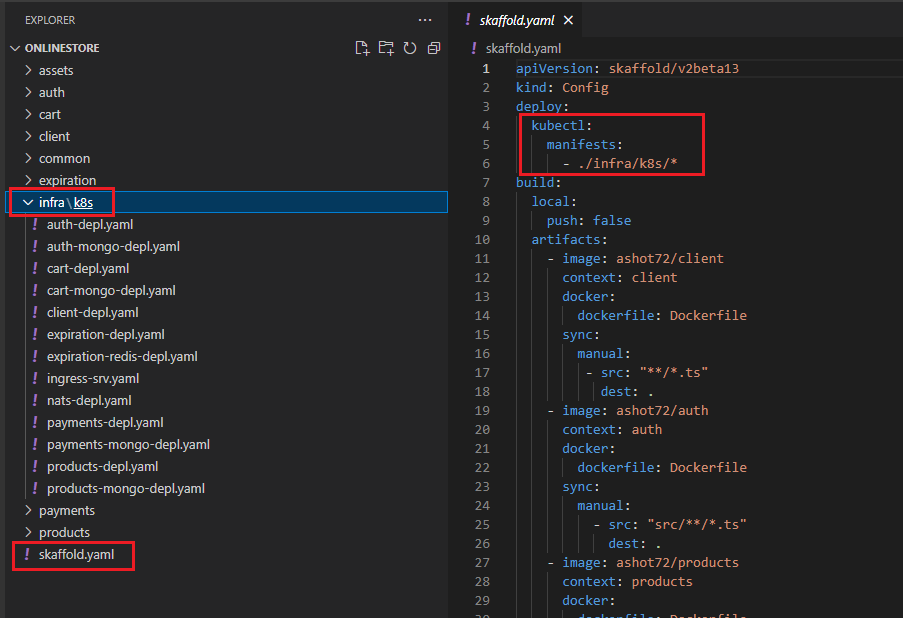 EXPLORER
ONLINESTORE
assets
auth
cart
client
common
expiration
infra\k8s
! auth-depl.yaml
! auth-mongo-depl.yaml
! cart-depl.yaml
! cart-mongo-depl.yaml
! client-depl.yaml
! expiration-depl.yaml
! expiration-redis-depl.yaml
! ingress-srv.yaml
! nats-depl.yaml
! payments-depl.yaml
! payments-mongo-depl.yaml
! products-depl.yaml
! products-mongo-depl.yaml
payments
products
! skaffold.yaml
! skaffold.yaml
! skaffold.yaml
1 apiVersion: skaffold/v2beta13
2 kind: Config
3 deploy:
4   kubectl:
5     manifests:
6       - ./infra/k8s/*
7 build:
8   local:
9     push: false
10   artifacts:
11     - image: ashot72/client
12       context: client
13       docker:
14         dockerfile: Dockerfile
15       sync:
16         manual:
17           - src: "**/*.ts"
18             dest: .
19     - image: ashot72/auth
20       context: auth
21       docker:
22         dockerfile: Dockerfile
23       sync:
24         manual:
25           - src: "src/**/*.ts"
26             dest: .
27     - image: ashot72/products
28       context: products
29       docker:
30         dockerfile: Dockerfile